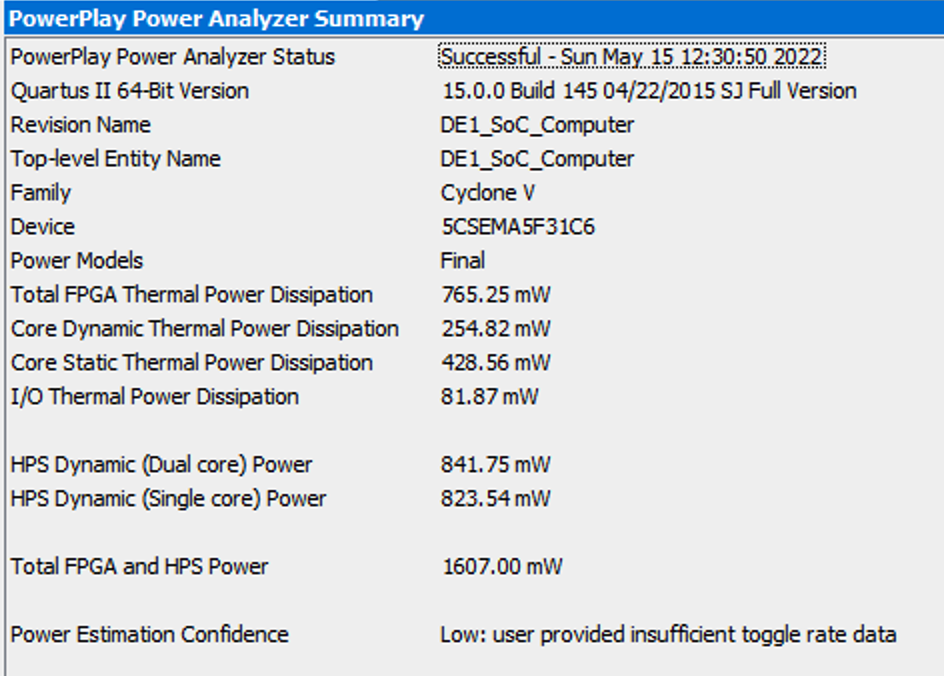 PowerPlay Power Analyzer Summary
PowerPlay Power Analyzer Status Successful - Sun May 15 12:30:50 2022
Quartus II 64-Bit Version 15.0.0 Build 145 04/22/2015 SJ Full Version
Revision Name DE1_SoC_Computer
Top-level Entity Name DE1_SoC_Computer
Family Cyclone V
Device 5CSEMA5F31C6
Power Models Final
Total FPGA Thermal Power Dissipation 765.25 mW
Core Dynamic Thermal Power Dissipation 254.82 mW
Core Static Thermal Power Dissipation 428.56 mW
I/O Thermal Power Dissipation 81.87 mW
HPS Dynamic (Dual core) Power 841.75 mW
HPS Dynamic (Single core) Power 823.54 mW
Total FPGA and HPS Power 1607.00 mW
Power Estimation Confidence Low: user provided insufficient toggle rate data